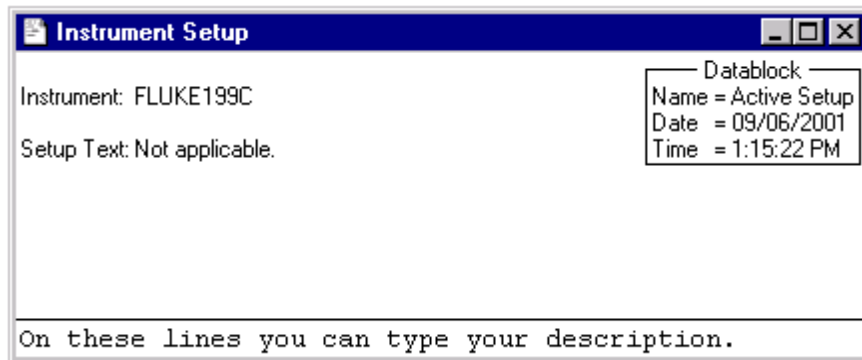 Instrument Setup
Datablock
Instrument: FLUKE199C
Name = Active Setup
Date = 09/06/2001
Setup Text: Not applicable.
Time = 1:15:22 PM
On these lines you can type your description.